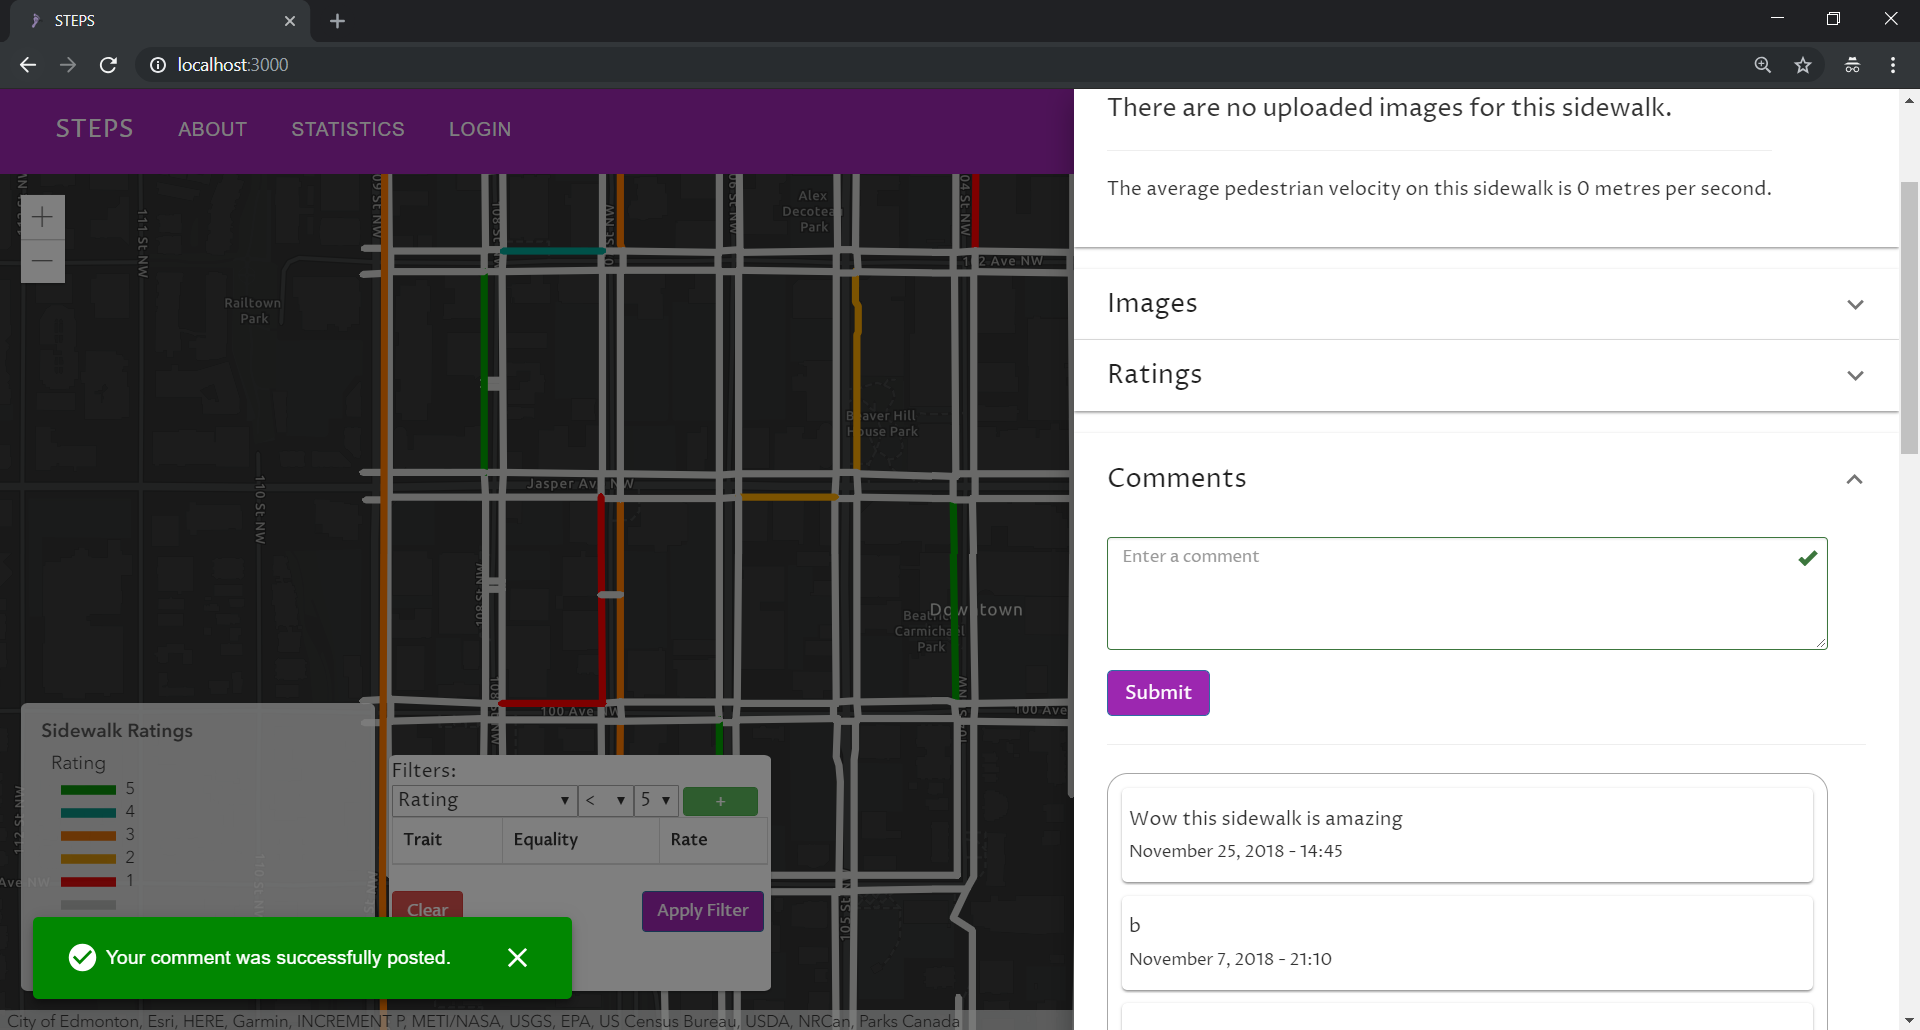 STEPS
localhost:3000
STEPS ABOUT STATISTICS LOGIN
There are no uploaded images for this sidewalk.
The average pedestrian velocity on this sidewalk is 0 metres per second.
Images
Ratings
Comments
Enter a comment
Submit
Wow this sidewalk is amazing
November 25, 2018 - 14:45
b
November 7, 2018 - 21:10
Alex
Decoteau
Park
111 St NW
102 Ave NW
Railtown
Park
Beaver Hill
House Park
Jasper Ave NW
110 St NW
108 St NW
Downtown
Beatrice
Carmichael
Park
100 Ave NW
100 Ave
Sidewalk Ratings
Rating
5
4
3
2
1
112 St NW
110 St NW
Ave NW
105 St NW
Filters:
Rating < 5 +
Trait Equality Rate
Clear Apply Filter
Your comment was successfully posted.
City of Edmonton, Esri, HERE, Garmin, INCREMENT P, METI/NASA, USGS, EPA, US Census Bureau, USDA, NRCan, Parks Canada